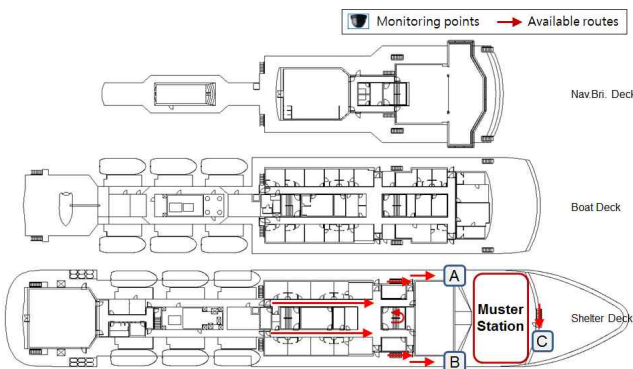 Monitoring points Available routes
Nav.Bri. Deck
Boat Deck
A
Muster
Station
Shelter Deck
C
B